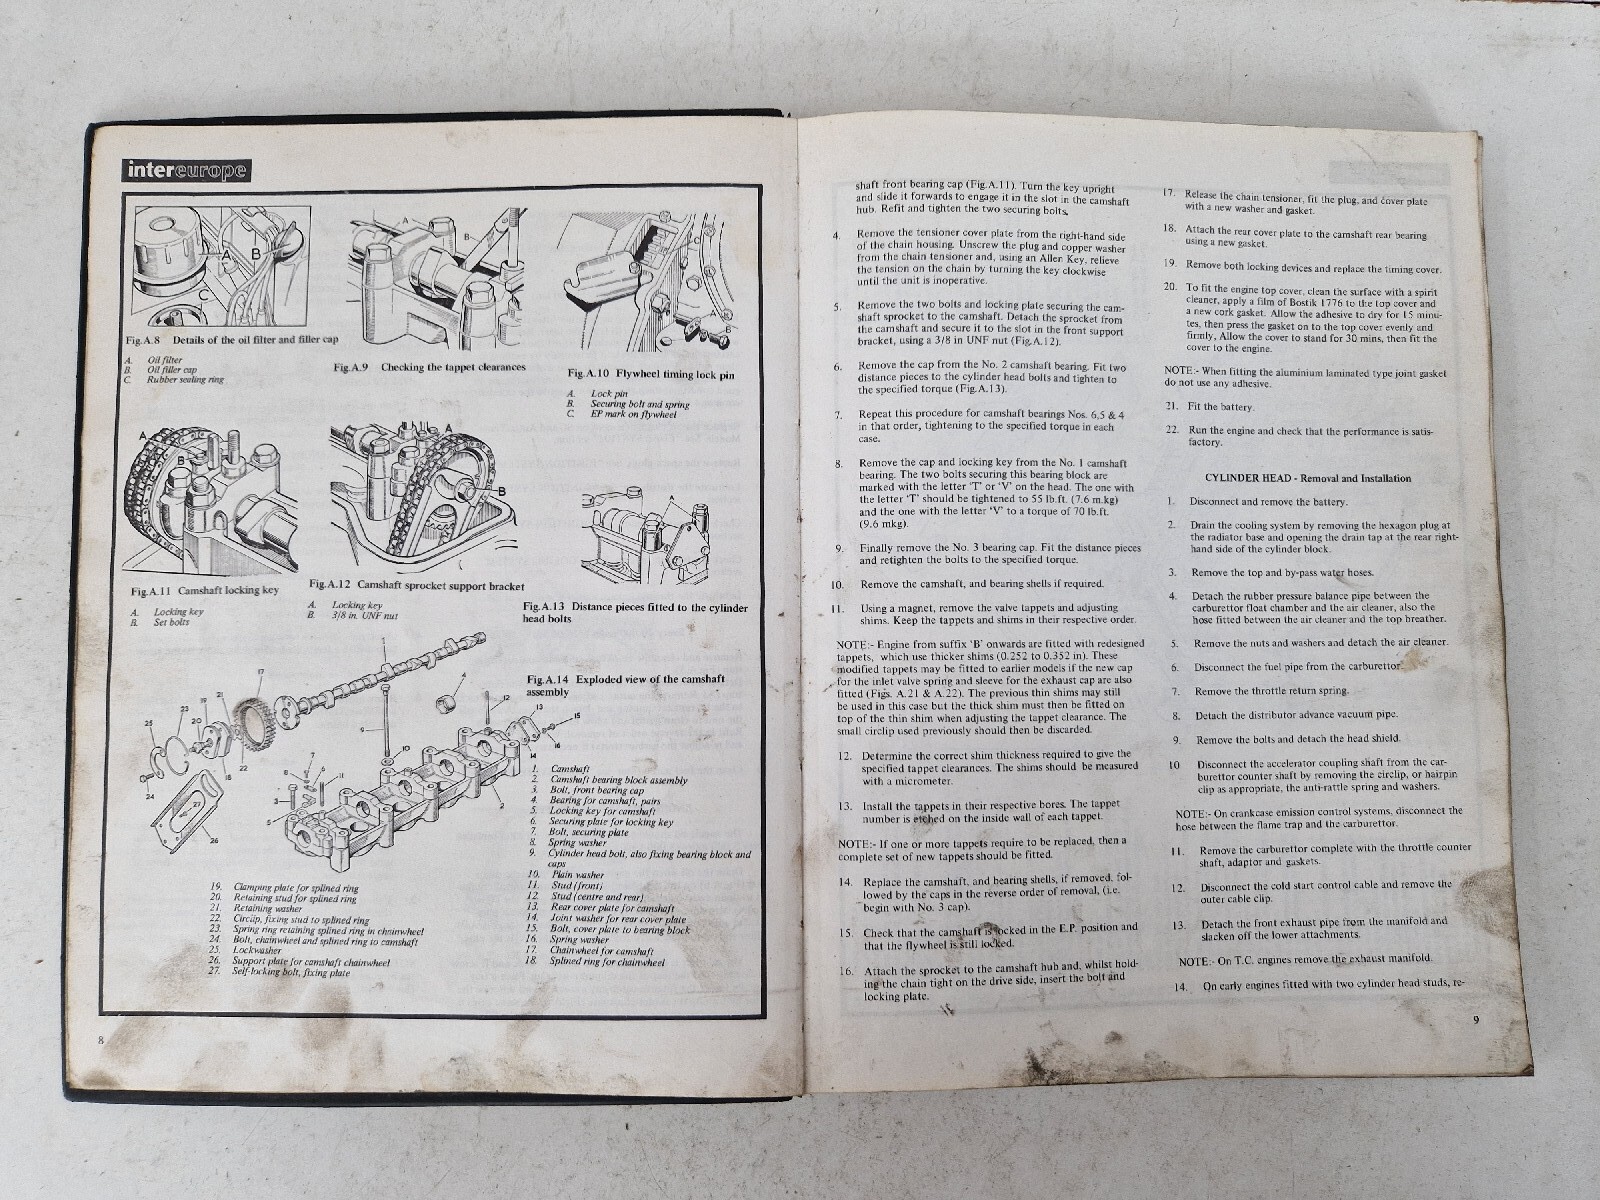 intereurope
Fig.A.8 Details of the oil filter and filler cap
A. Oil filter
B. Oil filler cap
C. Rubber sealing ring
Fig.A.9 Checking the tappet clearances
Fig.A.10 Flywheel timing lock pin
A. Lock pin
B. Securing bolt and spring
C. EP mark on flywheel
Fig.A.11 Camshaft locking key
A. Locking key
B. Set bolts
Fig.A.12 Camshaft sprocket support bracket
A. Locking key
B. 3/8 in. UNF nut
Fig.A.13 Distance pieces fitted to the cylinder
head bolts
Fig.A.14 Exploded view of the camshaft
assembly
1. Camshaft
2. Camshaft bearing block assembly
3. Bolt, front bearing cap
4. Bearing for camshaft, pairs
5. Locking key for camshaft
6. Securing plate for locking key
7. Bolt, securing plate
8. Spring washer
9. Cylinder head bolt, also fixing bearing block and
caps
10. Plain washer
11. Stud (front)
12. Stud (centre and rear)
13. Rear cover plate for camshaft
14. Joint washer for rear cover plate
15. Bolt, cover plate to bearing block
16. Spring washer
17. Chainwheel for camshaft
18. Splined ring for chainwheel
19. Clamping plate for splined ring
20. Retaining stud for splined ring
21. Retaining washer
22. Circlip, fixing stud to splined ring
23. Spring ring retaining splined ring in chainwheel
24. Bolt, chainwheel and splined ring to camshaft
25. Lockwasher
26. Support plate for camshaft chainwheel
27. Self-locking bolt, fixing plate
8
shaft front bearing cap (Fig.A.11). Turn the key upright
and slide it forwards to engage it in the slot in the camshaft
hub. Refit and tighten the two securing bolts.
4. Remove the tensioner cover plate from the right-hand side
of the chain housing. Unscrew the plug and copper washer
from the chain tensioner and, using an Allen Key, relieve
the tension on the chain by turning the key clockwise
until the unit is inoperative.
5. Remove the two bolts and locking plate securing the cam-
shaft sprocket to the camshaft. Detach the sprocket from
the camshaft and secure it to the slot in the front support
bracket, using a 3/8 in UNF nut (Fig.A.12).
6. Remove the cap from the No. 2 camshaft bearing. Fit two
distance pieces to the cylinder head bolts and tighten to
the specified torque (Fig.A.13).
7. Repeat this procedure for camshaft bearings Nos. 6,5 & 4
in that order, tightening to the specified torque in each
case.
8. Remove the cap and locking key from the No. 1 camshaft
bearing. The two bolts securing this bearing block are
marked with the letter 'T' or 'V' on the head. The one with
the letter 'T' should be tightened to 55 lb.ft. (7.6 m.kg)
and the one with the letter 'V' to a torque of 70 lb.ft.
(9.6 mkg).
9. Finally remove the No. 3 bearing cap. Fit the distance pieces
and retighten the bolts to the specified torque.
10. Remove the camshaft, and bearing shells if required.
11. Using a magnet, remove the valve tappets and adjusting
shims. Keep the tappets and shims in their respective order.
NOTE:- Engine from suffix 'B' onwards are fitted with redesigned
tappets, which use thicker shims (0.252 to 0.352 in). These
modified tappets may be fitted to earlier models if the new cap
for the inlet valve spring and sleeve for the exhaust cap are also
fitted (Figs. A.21 & A.22). The previous thin shims may still
be used in this case but the thick shim must then be fitted on
top of the thin shim when adjusting the tappet clearance. The
small circlip used previously should then be discarded.
12. Determine the correct shim thickness required to give the
specified tappet clearances. The shims should be measured
with a micrometer.
13. Install the tappets in their respective bores. The tappet
number is etched on the inside wall of each tappet.
NOTE:- If one or more tappets require to be replaced, then a
complete set of new tappets should be fitted.
14. Replace the camshaft, and bearing shells, if removed, fol-
lowed by the caps in the reverse order of removal, (i.e.
begin with No. 3 cap).
15. Check that the camshaft is locked in the E.P. position and
that the flywheel is still locked.
16. Attach the sprocket to the camshaft hub and, whilst hold-
ing the chain tight on the drive side, insert the bolt and
locking plate.
17. Release the chain tensioner, fit the plug, and cover plate
with a new washer and gasket.
18. Attach the rear cover plate to the camshaft rear bearing
using a new gasket.
19. Remove both locking devices and replace the timing cover.
20. To fit the engine top cover, clean the surface with a spirit
cleaner, apply a film of Bostik 1776 to the top cover and
a new cork gasket. Allow the adhesive to dry for 15 minu-
tes, then press the gasket on to the top cover evenly and
firmly, Allow the cover to stand for 30 mins, then fit the
cover to the engine.
NOTE:- When fitting the aluminium laminated type joint gasket
do not use any adhesive.
21. Fit the battery.
22. Run the engine and check that the performance is satis-
factory.
CYLINDER HEAD - Removal and Installation
1. Disconnect and remove the battery.
2. Drain the cooling system by removing the hexagon plug at
the radiator base and opening the drain tap at the rear right-
hand side of the cylinder block.
3. Remove the top and by-pass water hoses.
4. Detach the rubber pressure balance pipe between the
carburettor float chamber and the air cleaner, also the
hose fitted between the air cleaner and the top breather.
5. Remove the nuts and washers and detach the air cleaner.
6. Disconnect the fuel pipe from the carburettor.
7. Remove the throttle return spring.
8. Detach the distributor advance vacuum pipe.
9. Remove the bolts and detach the head shield.
10 Disconnect the accelerator coupling shaft from the car-
burettor counter shaft by removing the circlip, or hairpin
clip as appropriate, the anti-rattle spring and washers.
NOTE:- On crankcase emission control systems, disconnect the
hose between the flame trap and the carburettor.
11. Remove the carburettor complete with the throttle counter
shaft, adaptor and gaskets.
12. Disconnect the cold start control cable and remove the
outer cable clip.
13. Detach the front exhaust pipe from the manifold and
slacken off the lower attachments.
NOTE:- On T.C. engines remove the exhaust manifold.
14. On early engines fitted with two cylinder head studs, re-
9